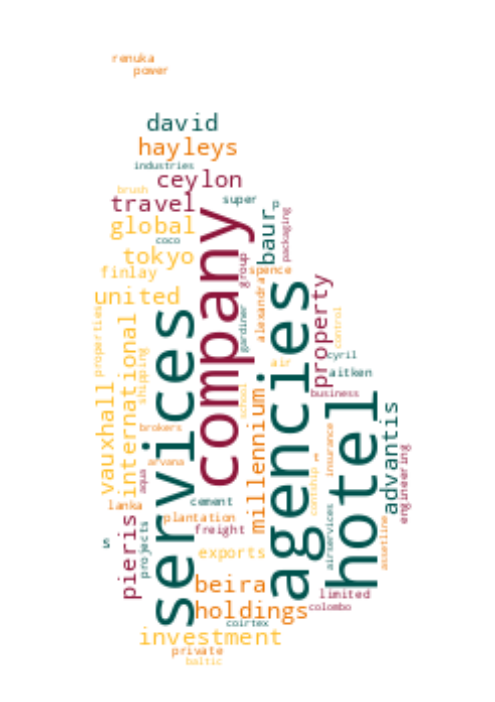 renuka
power
david
hayleys
industries
ceylon
brush
travel
super
p
global
baur
packaging
coco
tokyo
group
finlay
spence
united
company
alexandra
agencies
property
properties
international
services
gardiner
control
shipping
air
cyril
aitken
vauxhall
school
millennium
business
hotel
advantis
brokers
insurance
engineering
arvana
aqua
t
lanka
cement
containship
plantation
freight
pieris
projects
s
airservices
assetline
exports
beira
limited
holdings
colombo
coirtex
investment
private
baltic